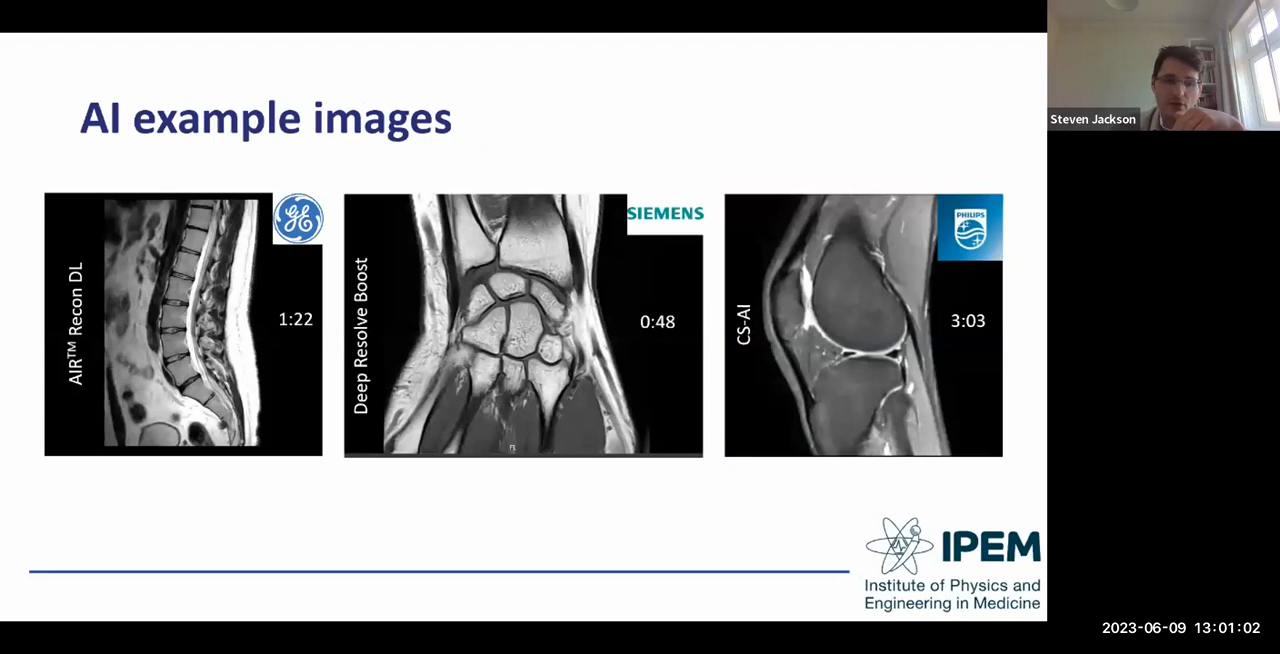 AI example images
AIR™ Recon DL
1:22
SIEMENS
Deep Resolve Boost
0:48
PHILIPS
CS-AI
3:03
IPEM
Institute of Physics and
Engineering in Medicine
Steven Jackson
2023-06-09 13:01:02